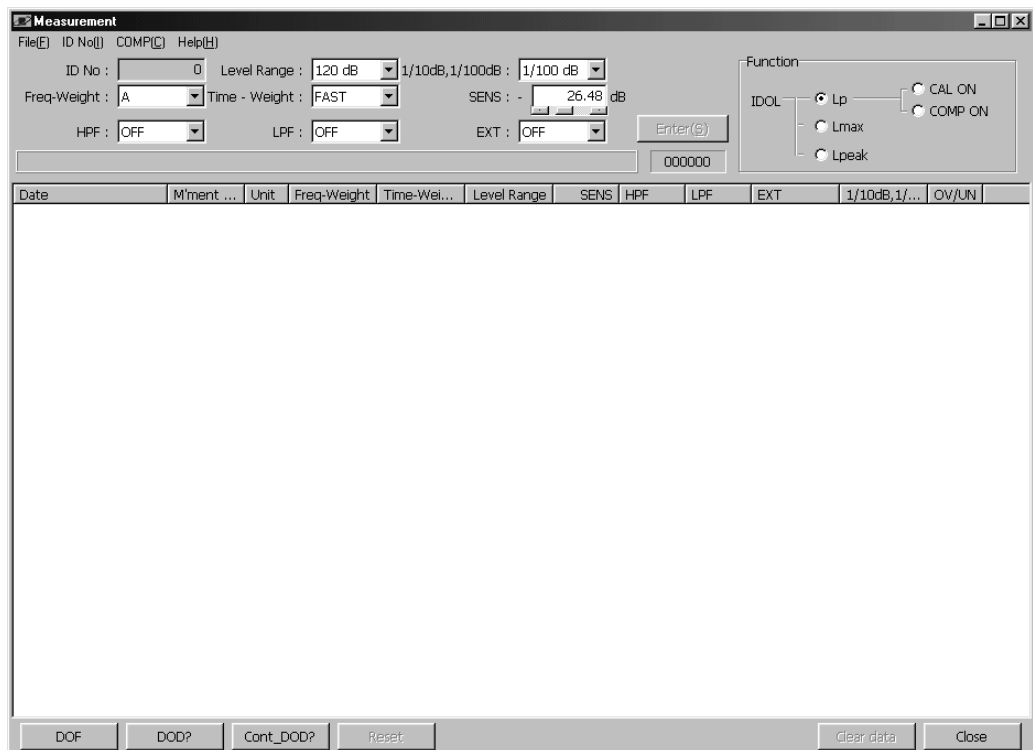 Measurement
File(F) ID No(I) COMP(C) Help(H)
ID No : 0 Level Range : 120 dB 1/10dB,1/100dB : 1/100 dB
Freq-Weight : A Time - Weight : FAST SENS : - 26.48 dB
HPF : OFF LPF : OFF EXT : OFF Enter(S)
000000
Function
IDOL Lp CAL ON
COMP ON
Lmax
Lpeak
Date M'ment ... Unit Freq-Weight Time-Wei... Level Range SENS HPF LPF EXT 1/10dB,1/... OV/UN
DOF DOD? Cont_DOD? Reset Clear data Close